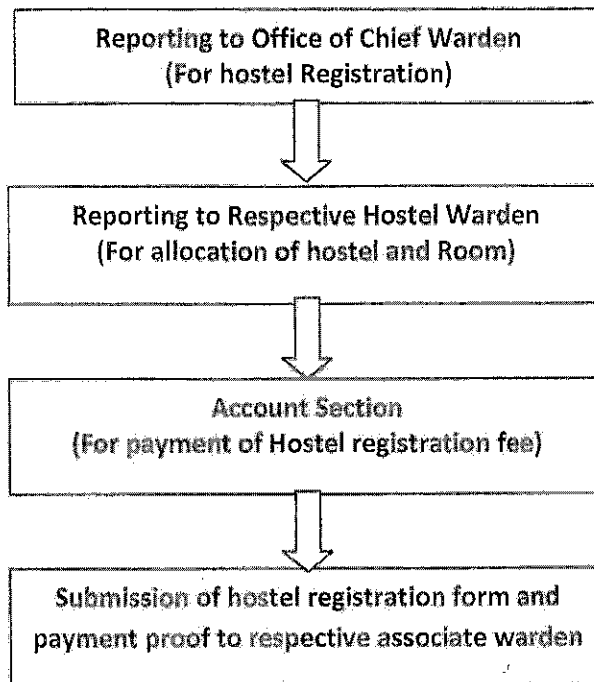 Reporting to Office of Chief Warden
(For hostel Registration)
Reporting to Respective Hostel Warden
(For allocation of hostel and Room)
Account Section
(For payment of Hostel registration fee)
Submission of hostel registration form and
payment proof to respective associate warden